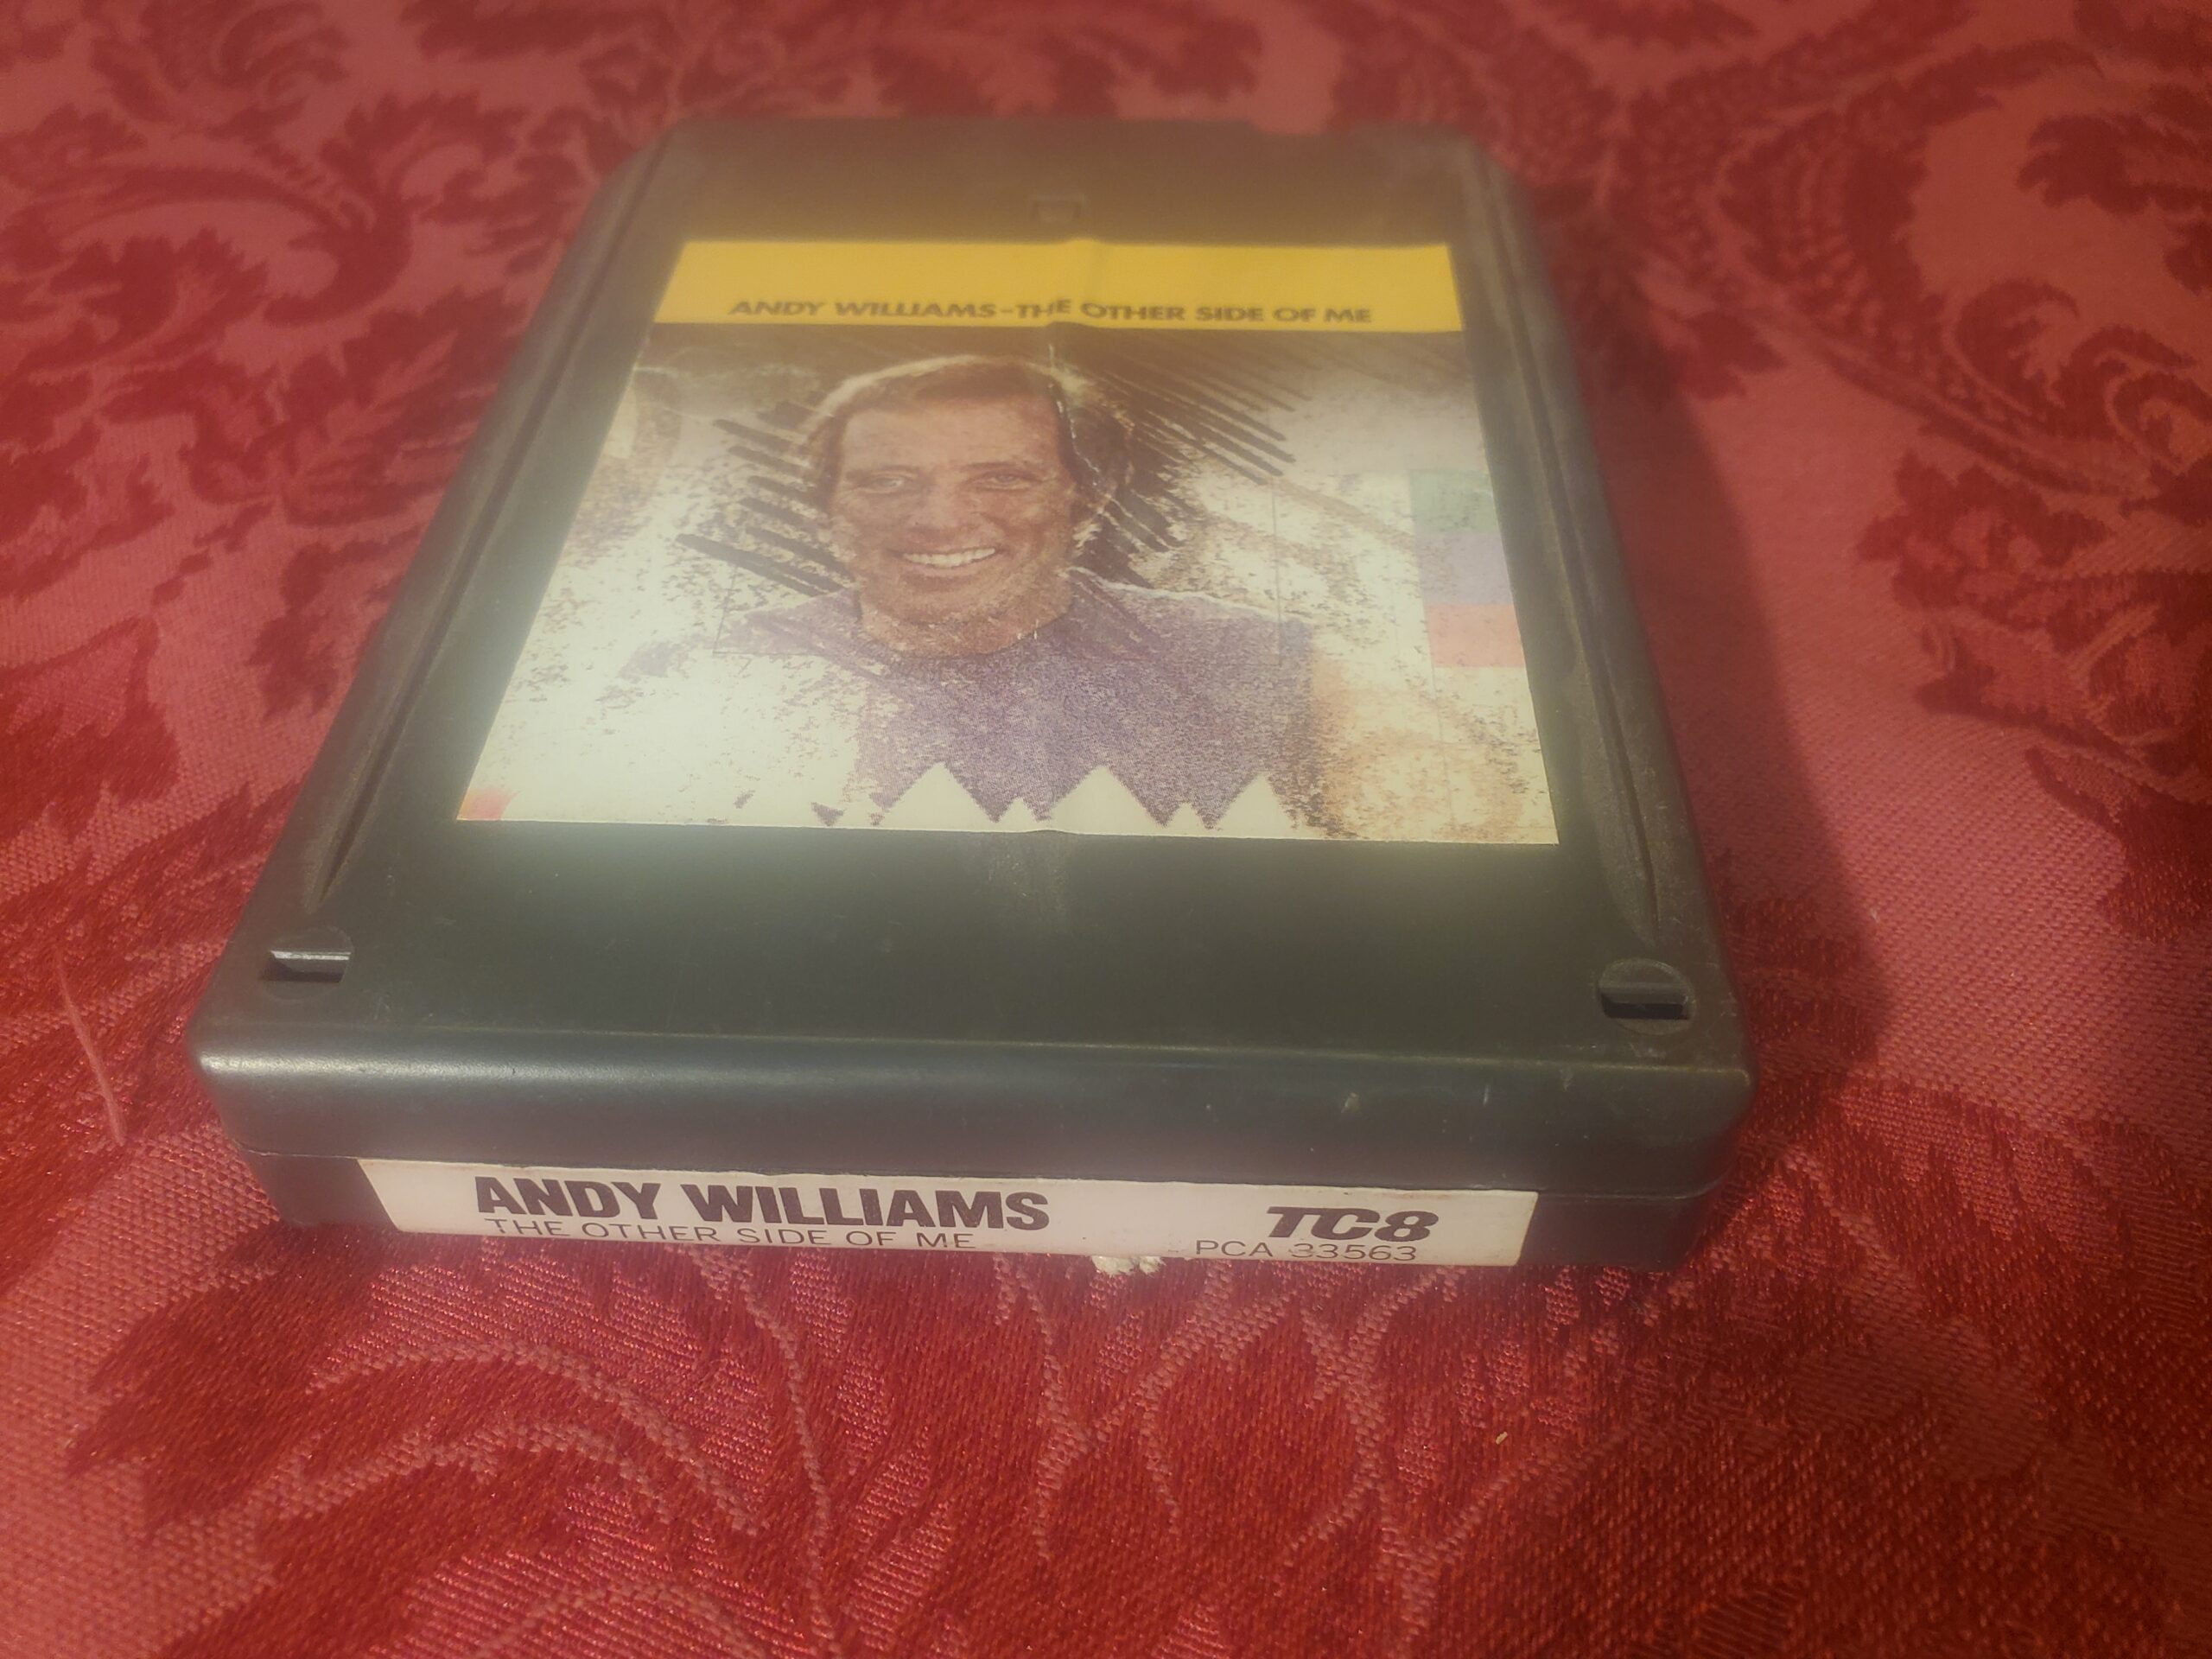 ANDY WILLIAMS-THE OTHER SIDE OF ME
ANDY WILLIAMS
THE OTHER SIDE OF ME
TC8
PCA 33563